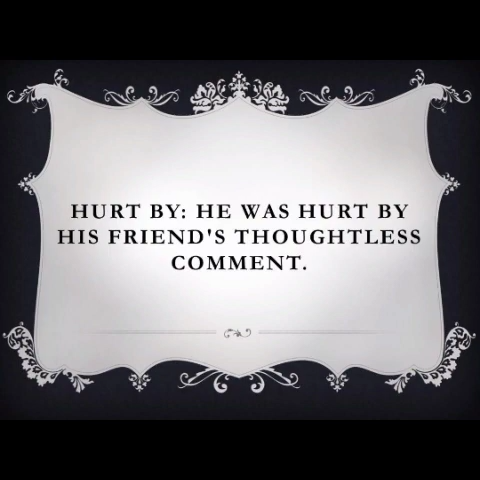 HURT BY: HE WAS HURT BY
HIS FRIEND'S THOUGHTLESS
COMMENT.